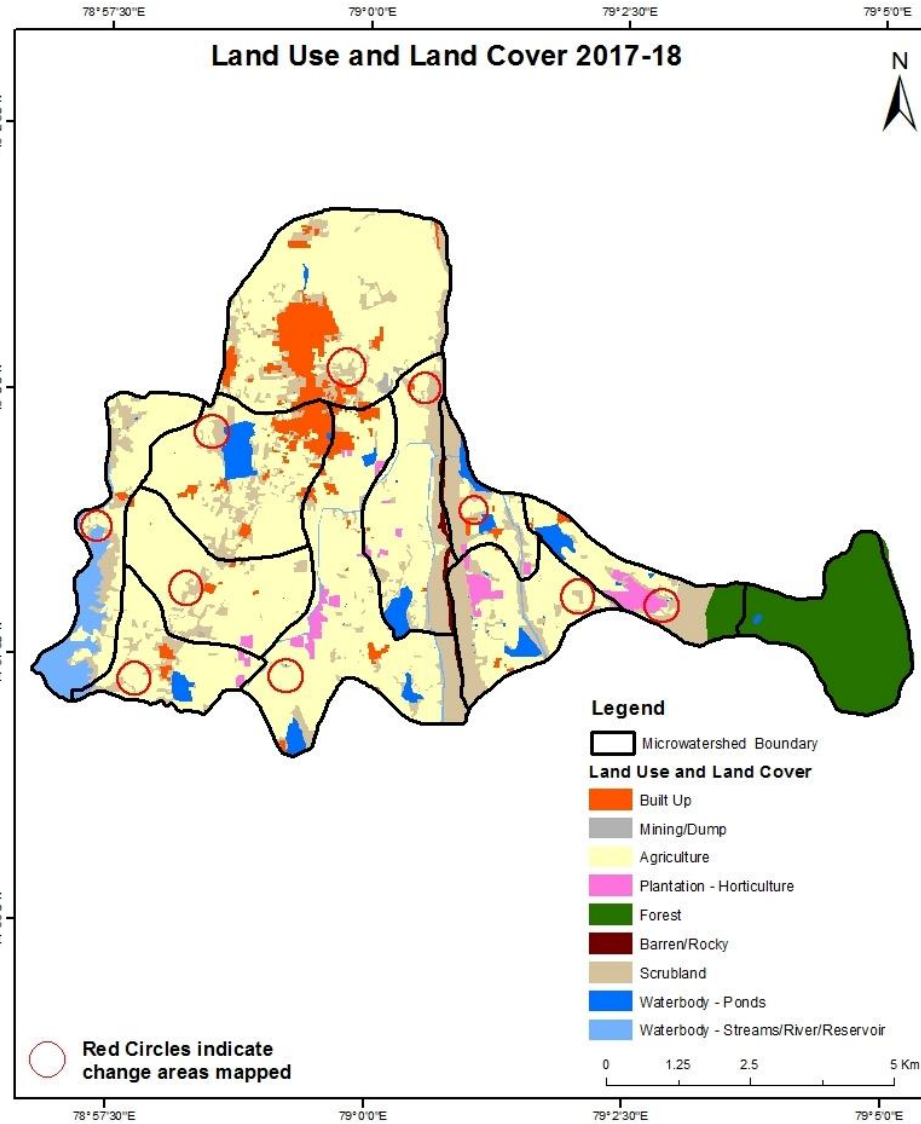 78°57'30"E 79°0'0"E 79°2'30"E 79°5'0"E
Land Use and Land Cover 2017-18
N
Legend
Microwatershed Boundary
Land Use and Land Cover
Built Up
Mining/Dump
Agriculture
Plantation - Horticulture
Forest
Barren/Rocky
Scrubland
Waterbody - Ponds
Waterbody - Streams/River/Reservoir
Red Circles indicate
change areas mapped
0 1.25 2.5 5 Km
78°57'30"E 79°0'0"E 79°2'30"E 79°5'0"E